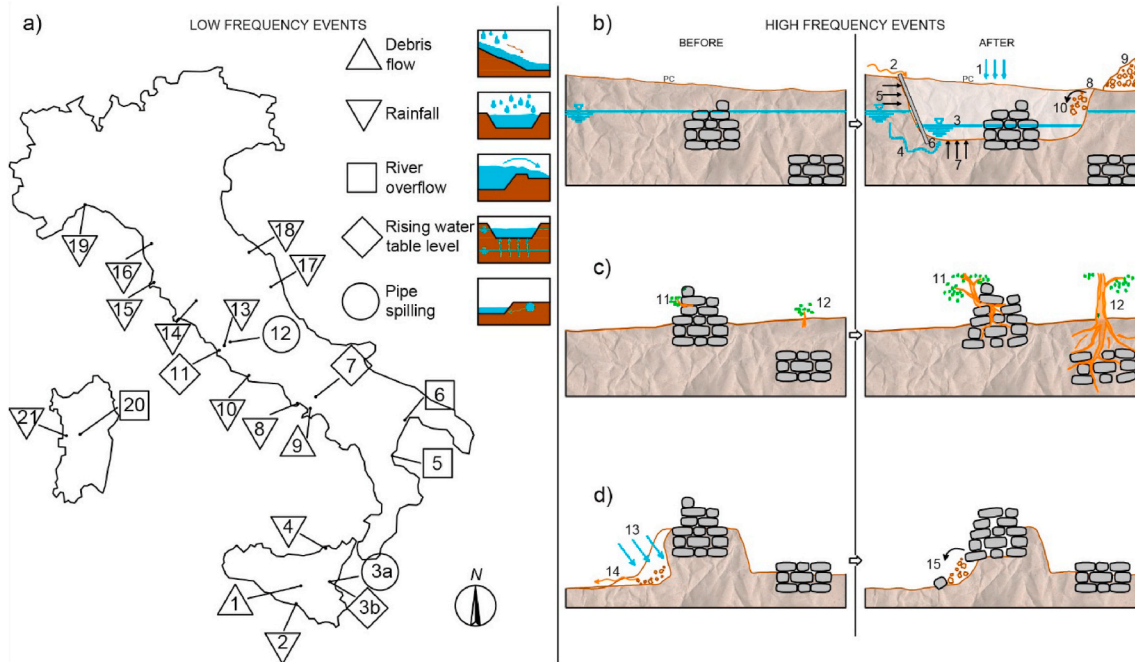 a)
LOW FREQUENCY EVENTS
Debris
flow
Rainfall
River
overflow
Rising water
table level
Pipe
spilling
19
16
15
14
13
12
11
10
18
17
7
8
9
6
5
21
20
4
3a
3b
1
2
N
HIGH FREQUENCY EVENTS
b)
BEFORE
AFTER
PC
1
2
PC
3
4
5
6
7
8
9
10
c)
11
12
11
12
d)
13
14
15